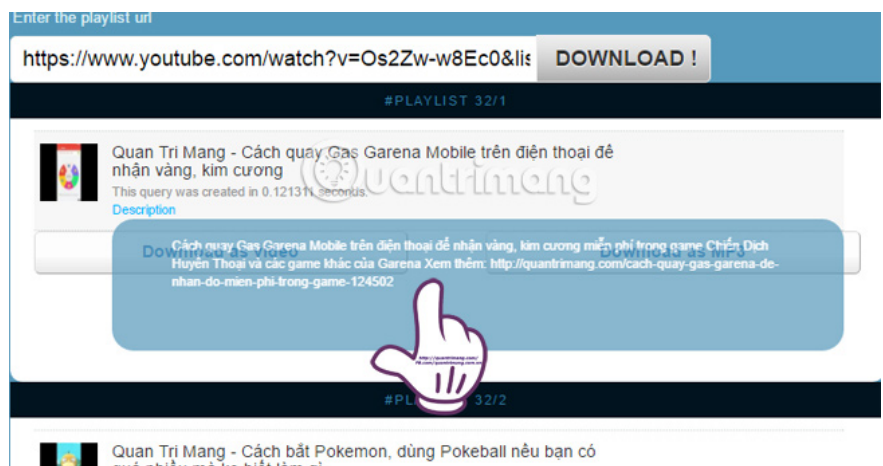 Enter the playlist url
https://www.youtube.com/watch?v=Os2Zw-w8Ec0&lis
DOWNLOAD !
#PLAYLIST 32/1
Quan Tri Mang - Cách quay Gas Garena Mobile trên điện thoại để
nhận vàng, kim cương
This query was created in 0.121311 seconds.
Description
Quantrimang
Download as video
Download as MP3
Cách quay Gas Garena Mobile trên điện thoại để nhận vàng, kim cương miễn phí trong game Chiến Dịch
Huyền Thoại và các game khác của Garena Xem thêm: http://quantrimang.com/cach-quay-gas-garena-de-
nhan-do-mien-phi-trong-game-124502
http://quantrimang.com/
#PL 32/2
Quan Tri Mang - Cách bắt Pokemon, dùng Pokeball nếu bạn có